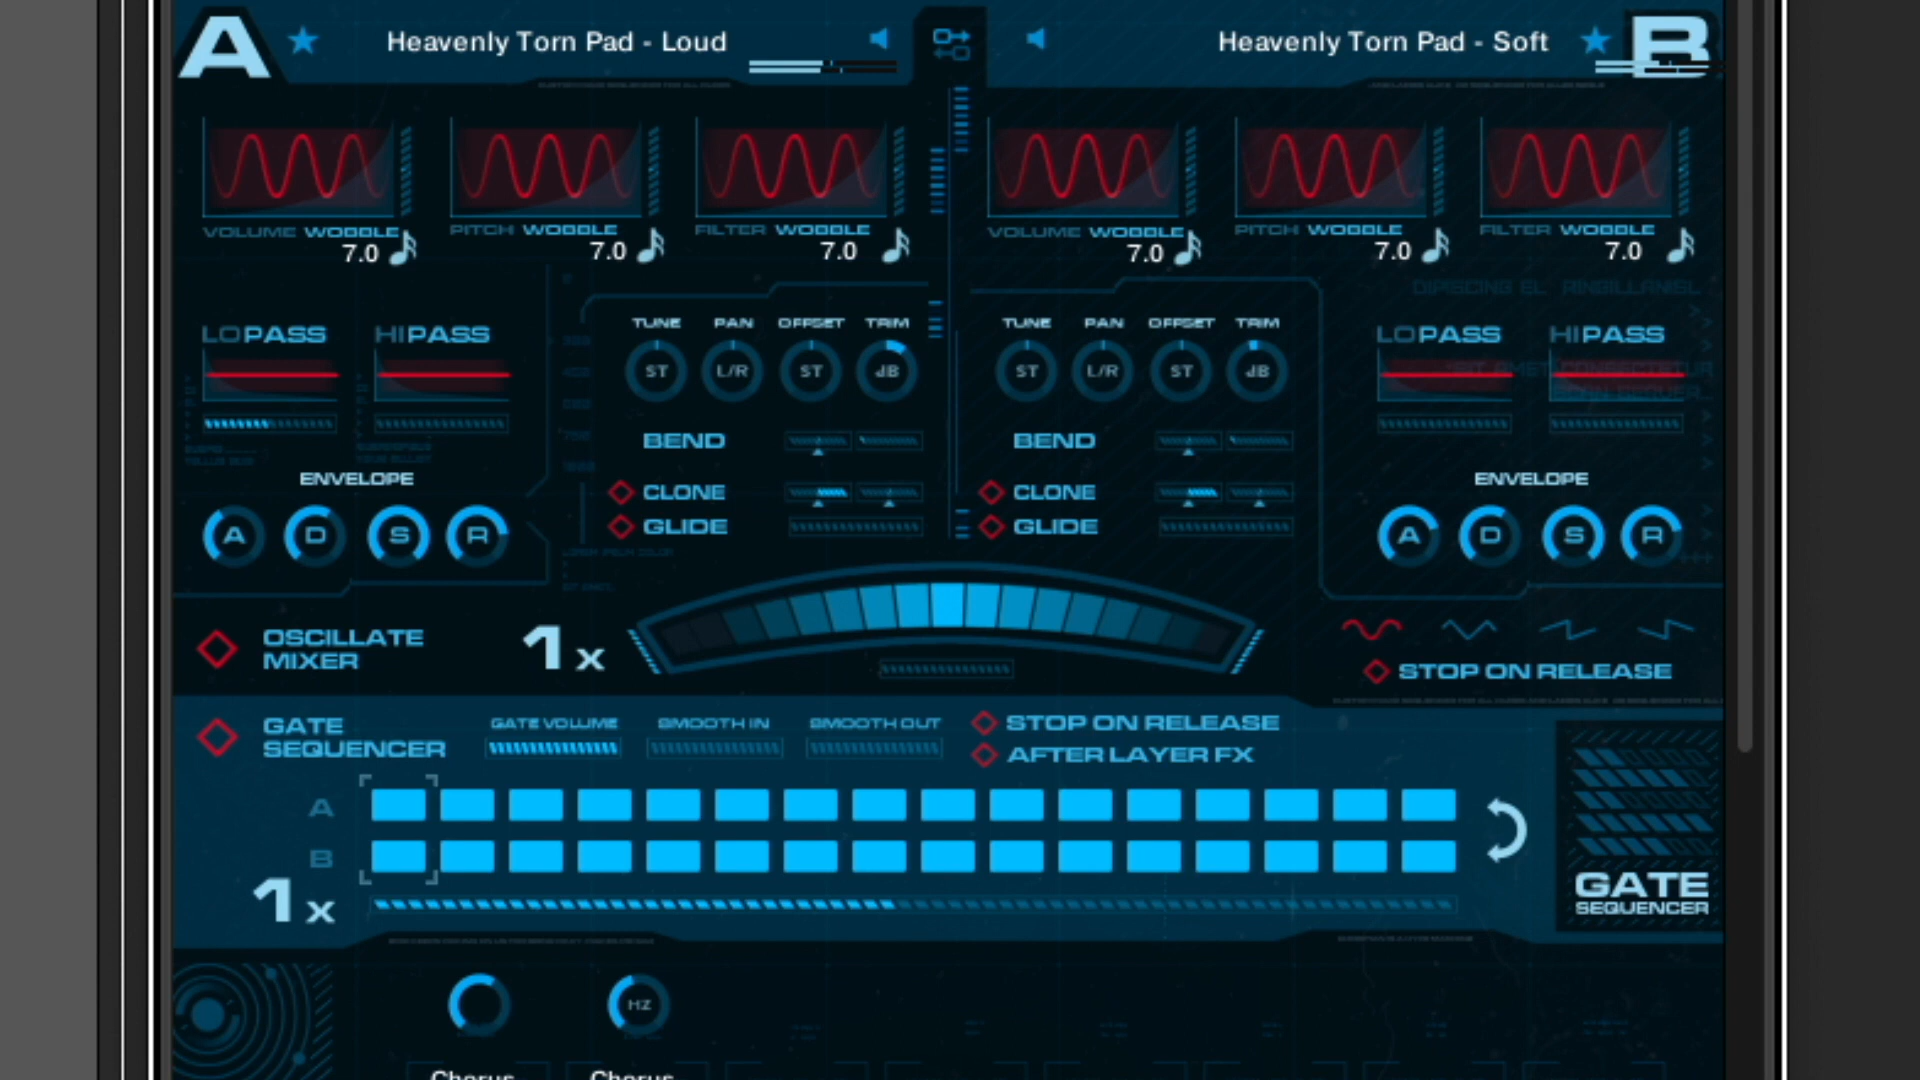 A
Heavenly Torn Pad - Loud
Heavenly Torn Pad - Soft
B
VOLUME WOBBLE
7.0
PITCH WOBBLE
7.0
FILTER WOBBLE
7.0
VOLUME WOBBLE
7.0
PITCH WOBBLE
7.0
FILTER WOBBLE
7.0
LOPASS
HIPASS
TUNE PAN OFFSET TRIM
ST L/R ST dB
TUNE PAN OFFSET TRIM
ST L/R ST dB
LOPASS
HIPASS
BEND
BEND
ENVELOPE
ENVELOPE
CLONE
CLONE
GLIDE
GLIDE
A D S R
A D S R
OSCILLATE
MIXER
1 x
STOP ON RELEASE
GATE
SEQUENCER
GATE VOLUME
SMOOTH IN
SMOOTH OUT
STOP ON RELEASE
AFTER LAYER FX
A
B
1 x
GATE
SEQUENCER
HZ
Chorus
Chorus